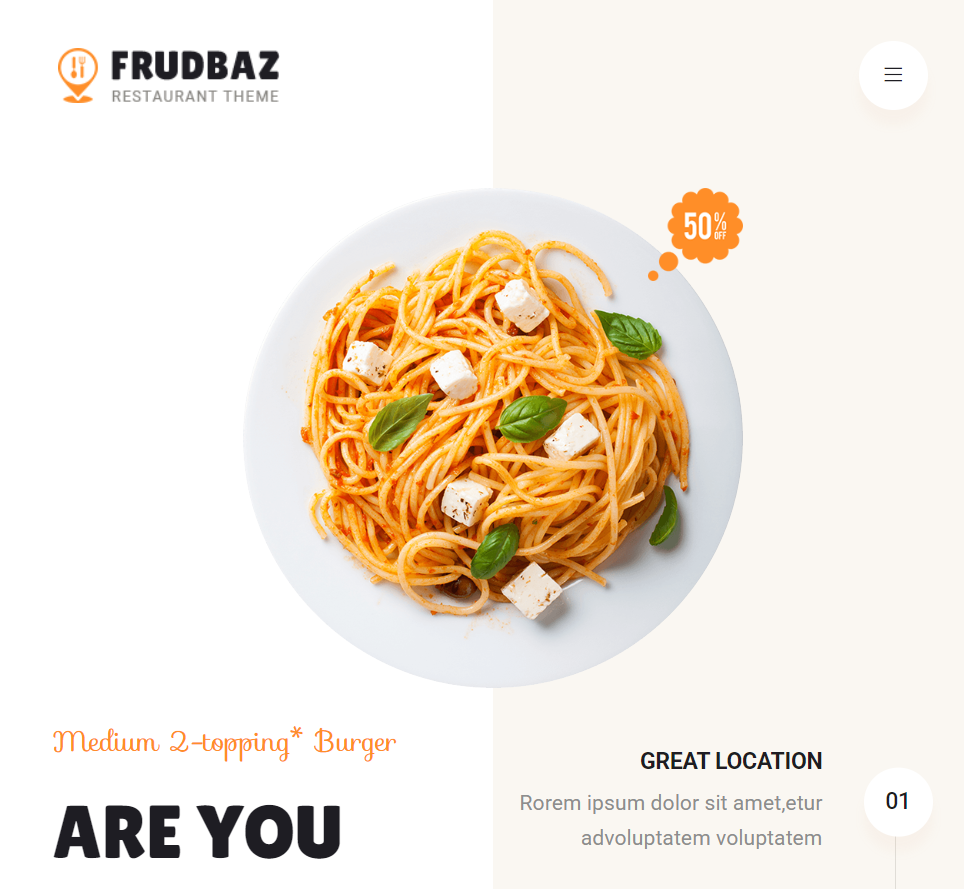 FRUDBAZ
RESTAURANT THEME
50% OFF
Medium 2-topping* Burger
ARE YOU
GREAT LOCATION
Rorem ipsum dolor sit amet,etur
advoluptatem voluptatem
01